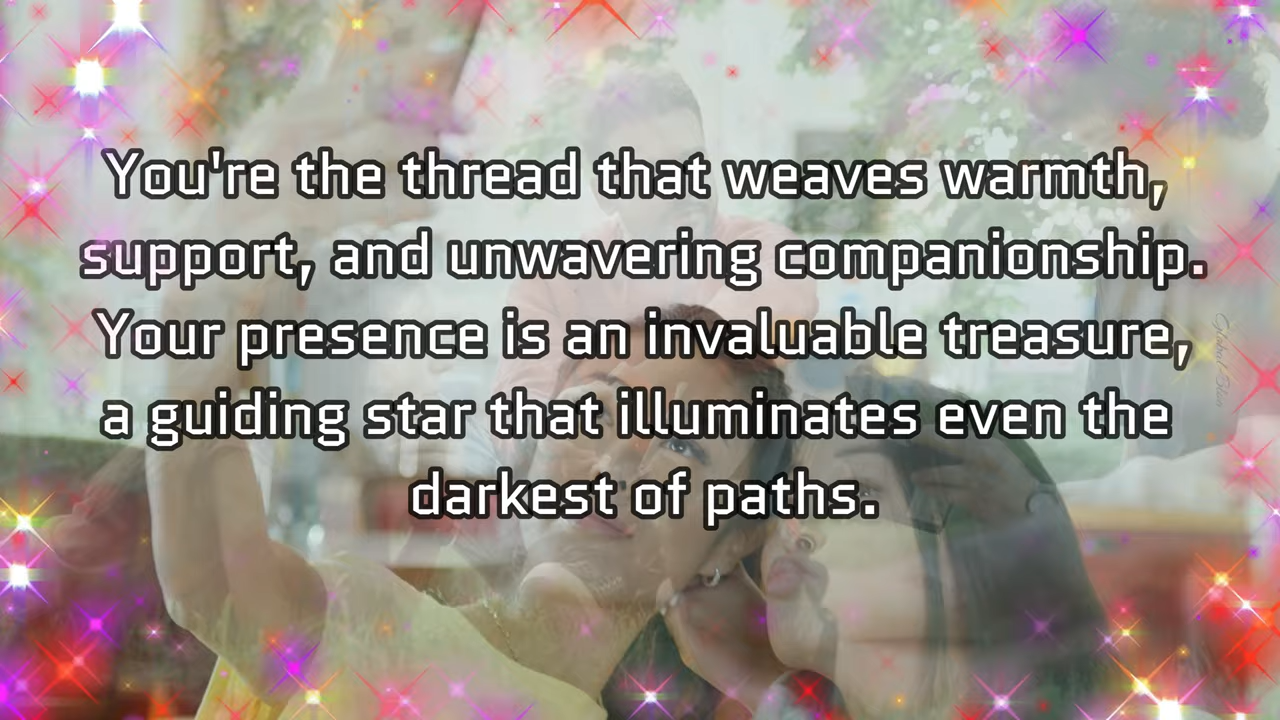 You're the thread that weaves warmth,
support, and unwavering companionship.
Your presence is an invaluable treasure,
a guiding star that illuminates even the
darkest of paths.